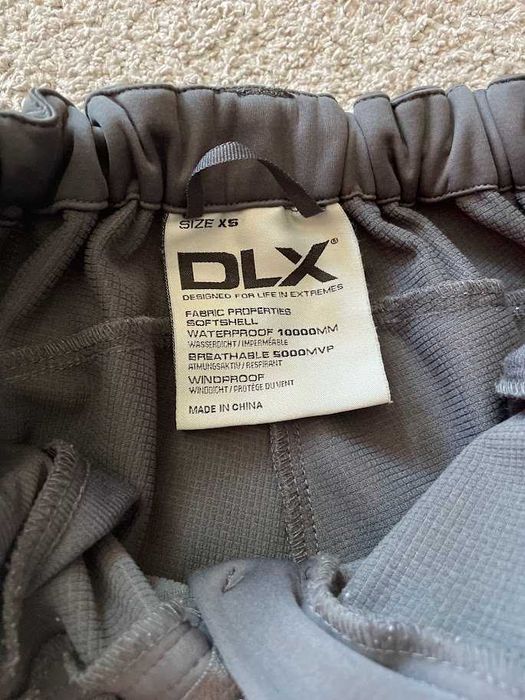 SIZE XS
DLX®
DESIGNED FOR LIFE IN EXTREMES
FABRIC PROPERTIES
SOFTSHELL
WATERPROOF 10000MM
WASSERDICHT / IMPERMÉABLE
BREATHABLE 5000MVP
ATMUNGSAKTIV / RESPIRANT
WINDPROOF
WINDDICHT / PROTÈGE DU VENT
MADE IN CHINA